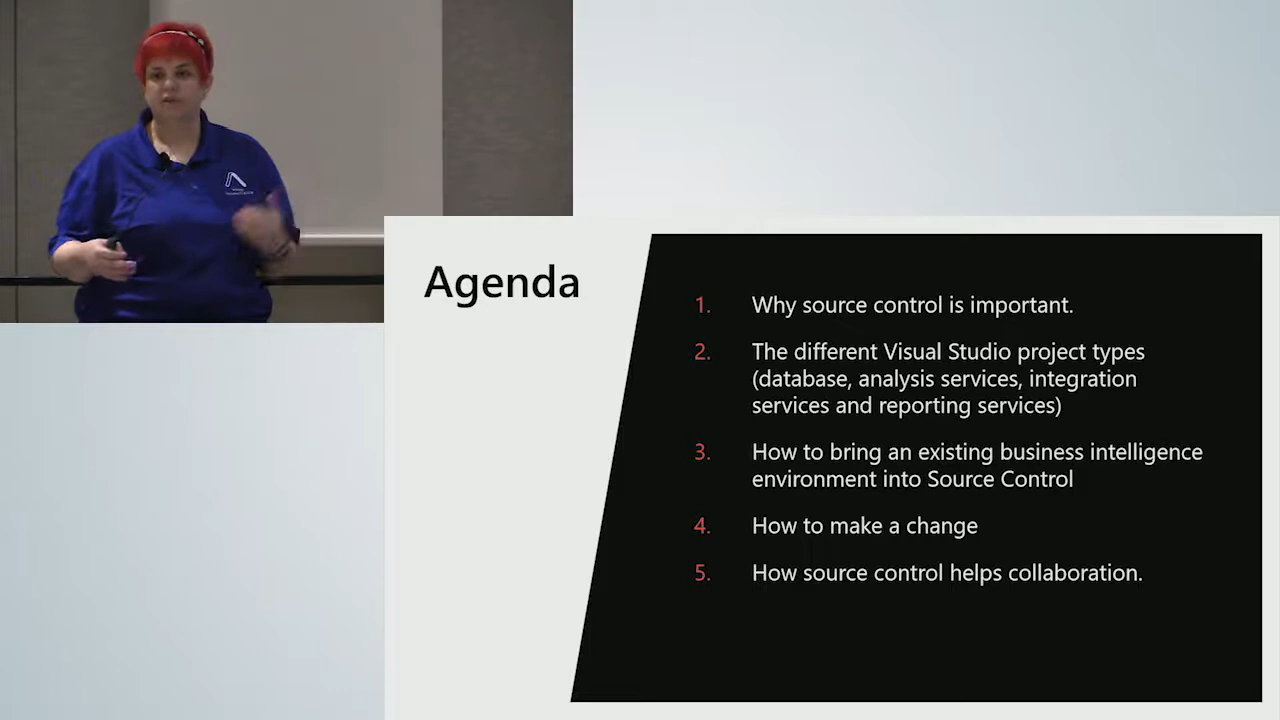 Agenda
1. Why source control is important.
2. The different Visual Studio project types
(database, analysis services, integration
services and reporting services)
3. How to bring an existing business intelligence
environment into Source Control
4. How to make a change
5. How source control helps collaboration.